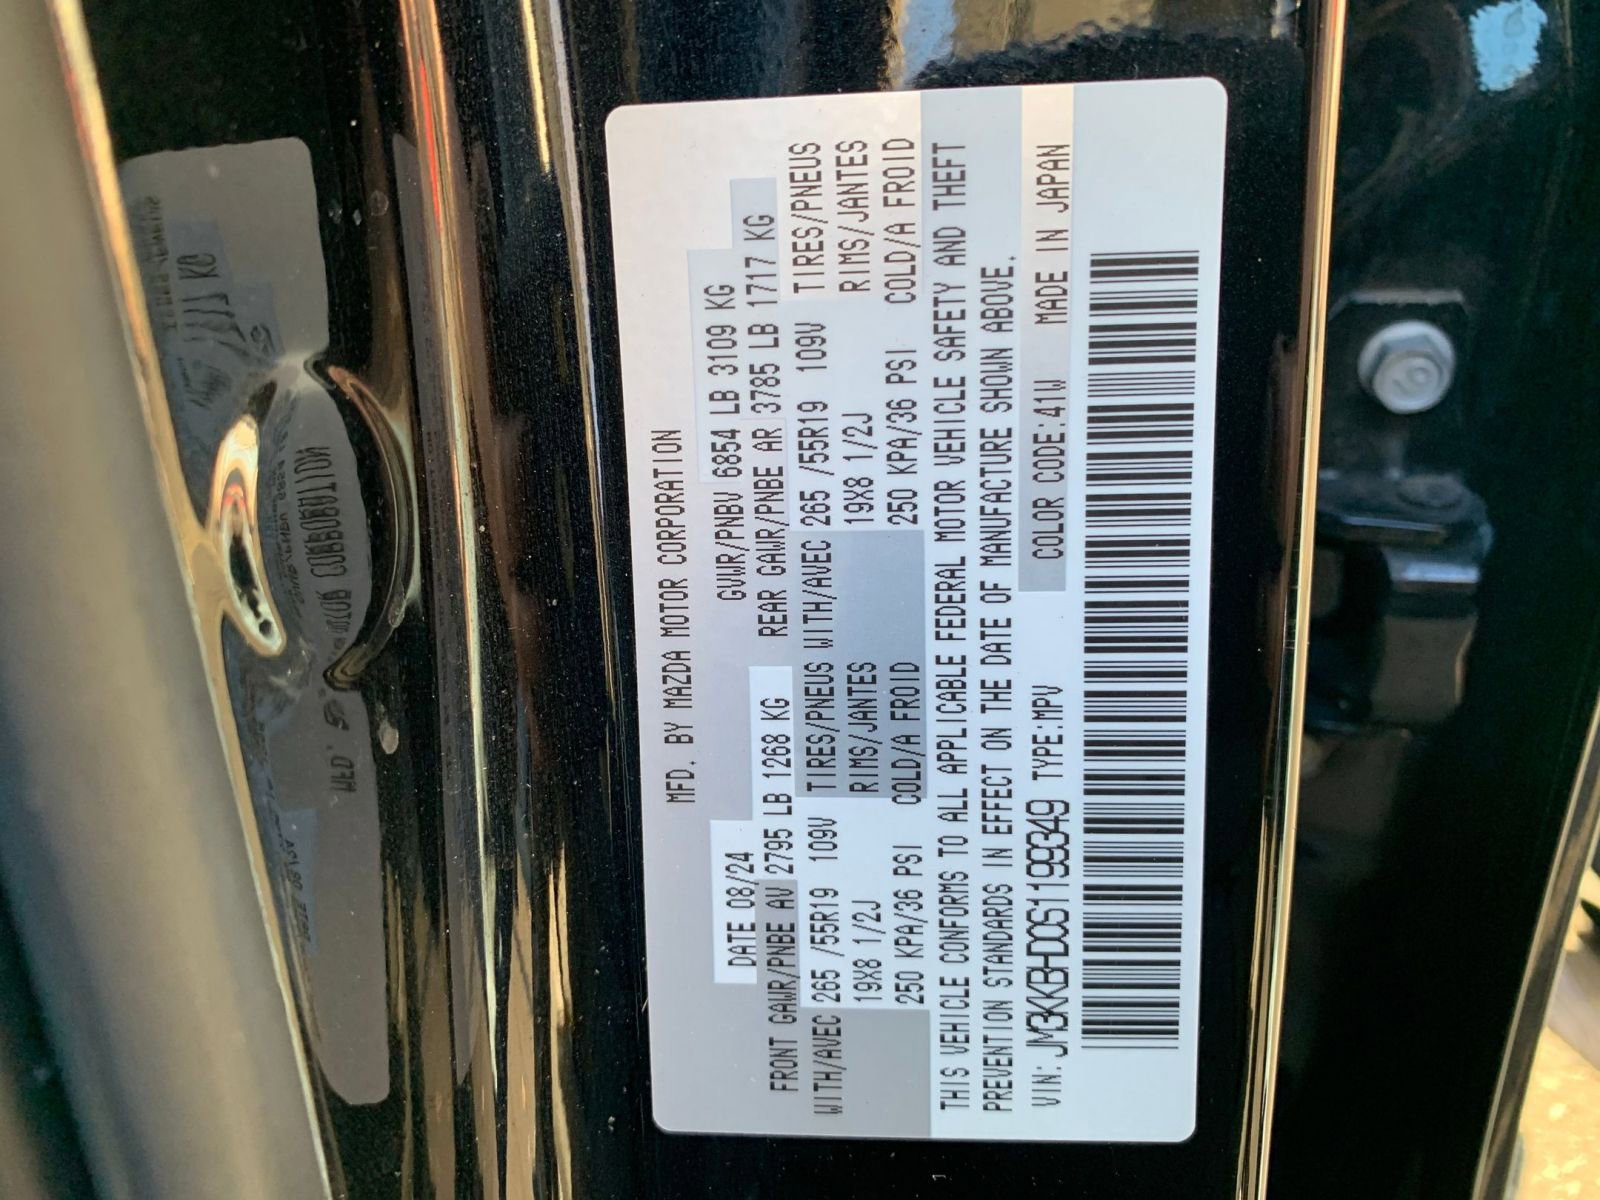 MFD. BY MAZDA MOTOR CORPORATION
DATE 08/24 GVWR/PNBV 6854 LB 3109 KG
FRONT GAWR/PNBE AV 2795 LB 1268 KG REAR GAWR/PNBE AR 3785 LB 1717 KG
WITH/AVEC 265 /55R19 109V TIRES/PNEUS WITH/AVEC 265 /55R19 109V TIRES/PNEUS
19X8 1/2J RIMS/JANTES 19X8 1/2J RIMS/JANTES
250 KPA/36 PSI COLD/A FROID 250 KPA/36 PSI COLD/A FROID
THIS VEHICLE CONFORMS TO ALL APPLICABLE FEDERAL MOTOR VEHICLE SAFETY AND THEFT
PREVENTION STANDARDS IN EFFECT ON THE DATE OF MANUFACTURE SHOWN ABOVE.
VIN: JM3KKBHD0S1199349 TYPE:MPV COLOR CODE:41W MADE IN JAPAN